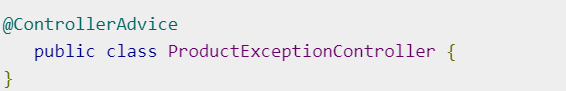 @ControllerAdvice
   public class ProductExceptionController {
}